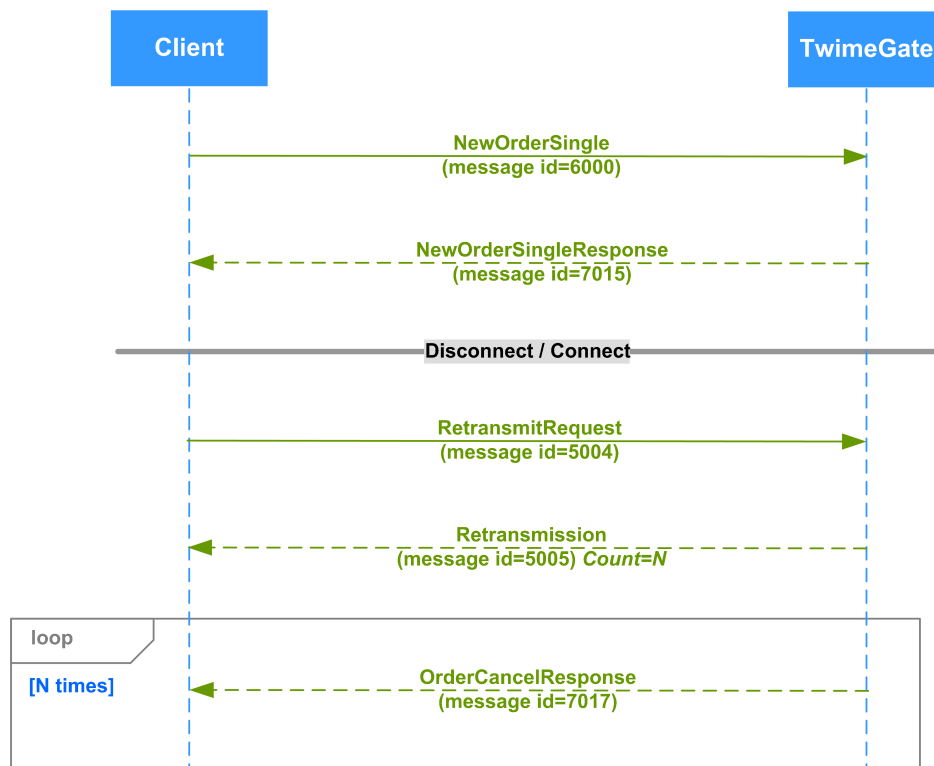 Client
TwimeGate
NewOrderSingle
(message id=6000)
NewOrderSingleResponse
(message id=7015)
Disconnect / Connect
RetransmitRequest
(message id=5004)
Retransmission
(message id=5005) Count=N
loop
[N times]
OrderCancelResponse
(message id=7017)